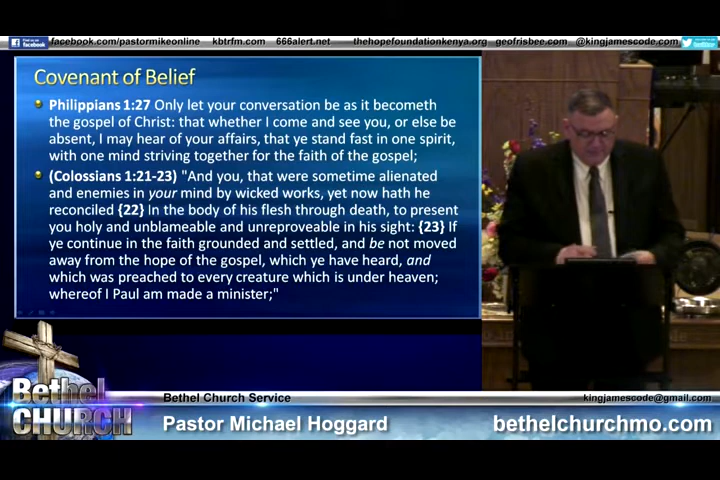 Find us on facebook
facebook.com/pastormikeonline kbtrfm.com 666alert.net thehopefoundationkenya.org geofrisbee.com @kingjamescode.com
Covenant of Belief
Philippians 1:27 Only let your conversation be as it becometh
the gospel of Christ: that whether I come and see you, or else be
absent, I may hear of your affairs, that ye stand fast in one spirit,
with one mind striving together for the faith of the gospel;
(Colossians 1:21-23) "And you, that were sometime alienated
and enemies in your mind by wicked works, yet now hath he
reconciled {22} In the body of his flesh through death, to present
you holy and unblameable and unreproveable in his sight: {23} If
ye continue in the faith grounded and settled, and be not moved
away from the hope of the gospel, which ye have heard, and
which was preached to every creature which is under heaven;
whereof I Paul am made a minister;"
Bethel
CHURCH
Bethel Church Service
kingjamescode@gmail.com
Pastor Michael Hoggard
bethelchurchmo.com